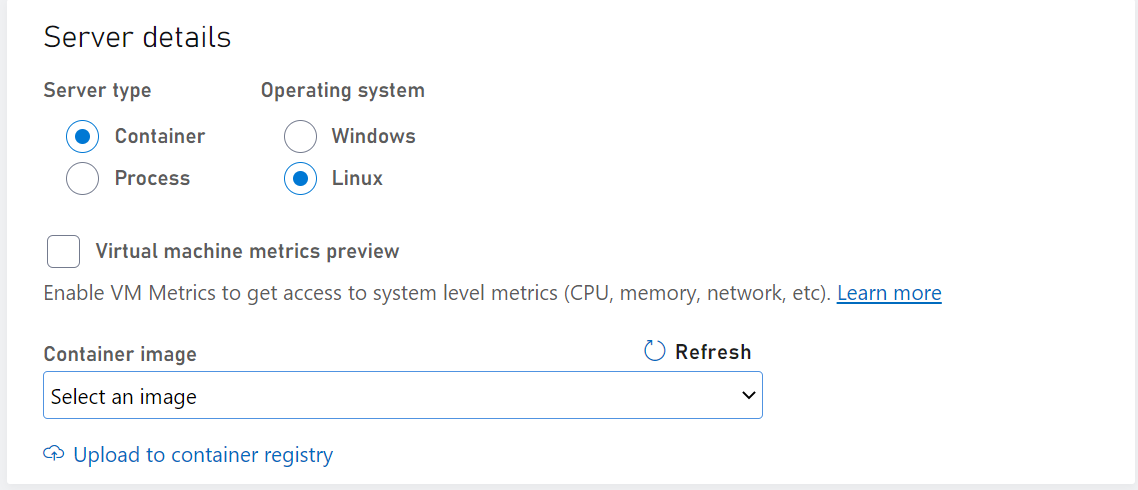 Server details
Server type Operating system
Container Windows
Process Linux
Virtual machine metrics preview
Enable VM Metrics to get access to system level metrics (CPU, memory, network, etc). Learn more
Container image Refresh
Select an image
Upload to container registry